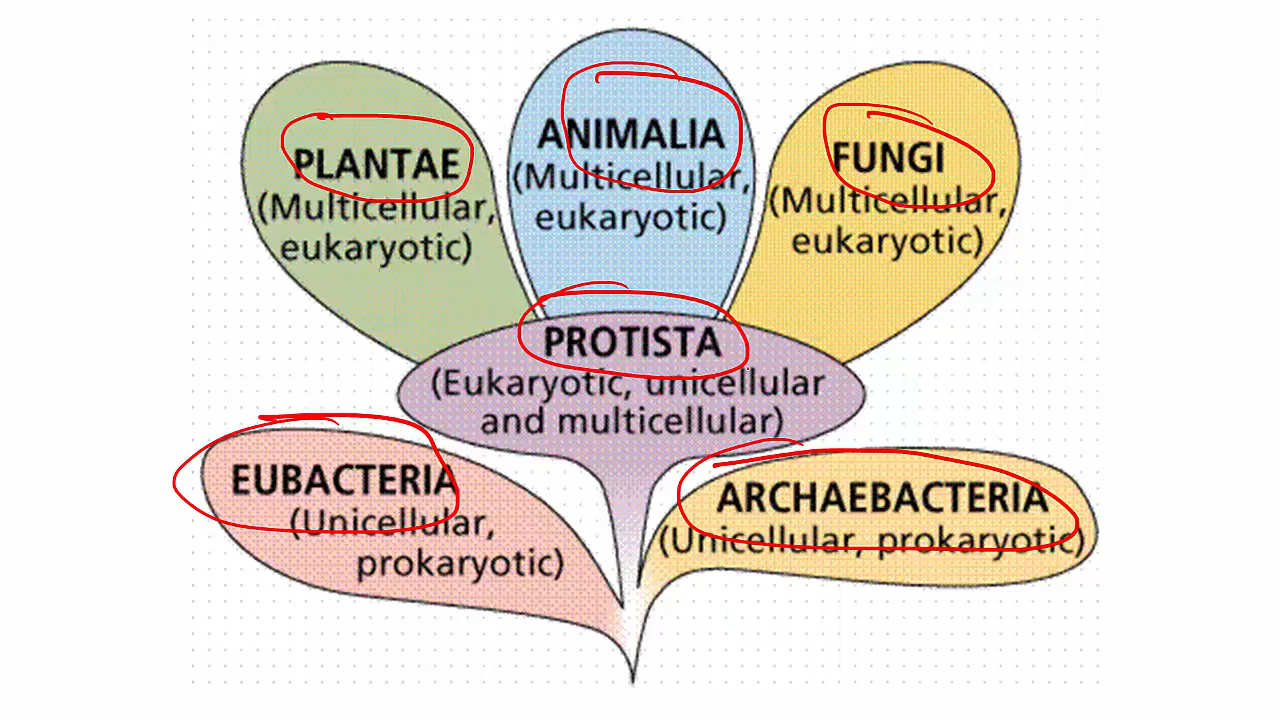 PLANTAE
(Multicellular,
eukaryotic)
ANIMALIA
(Multicellular,
eukaryotic)
FUNGI
(Multicellular,
eukaryotic)
PROTISTA
(Eukaryotic, unicellular
and multicellular)
EUBACTERIA
(Unicellular,
prokaryotic)
ARCHAEBACTERIA
(Unicellular, prokaryotic)